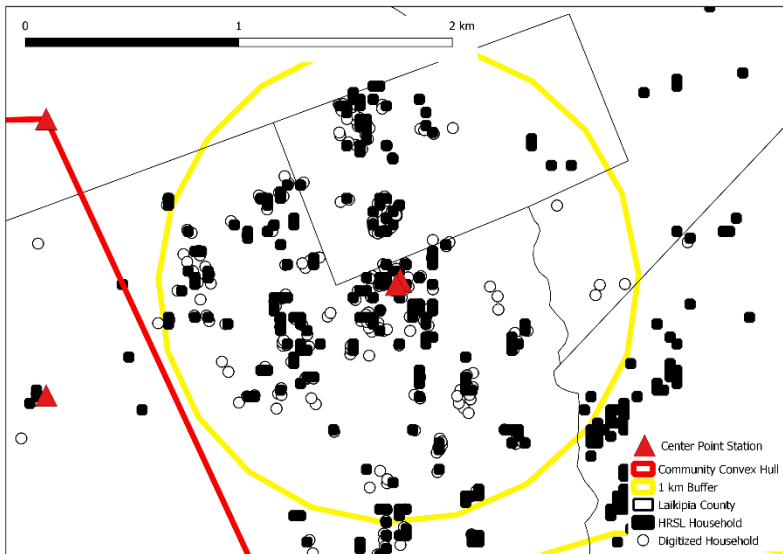 0 1 2 km
Center Point Station
Community Convex Hull
1 km Buffer
Laikipia County
HRSL Household
Digitized Household